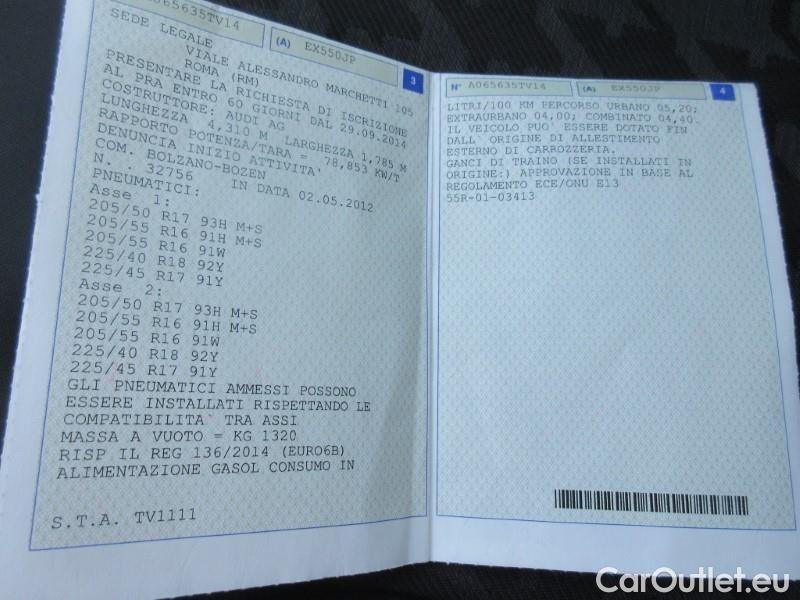 A065635TV14
(A) EX550JP
3
SEDE LEGALE
VIALE ALESSANDRO MARCHETTI 105
ROMA (RM)
PRESENTARE LA RICHIESTA DI ISCRIZIONE
AL PRA ENTRO 60 GIORNI DAL 29.09.2014
COSTRUTTORE: AUDI AG
LUNGHEZZA 4,310 M LARGHEZZA 1,785 M
RAPPORTO POTENZA/TARA = 78,853 KW/T
DENUNCIA INIZIO ATTIVITA'
COM. BOLZANO-BOZEN
N.. 32756 IN DATA 02.05.2012
PNEUMATICI:
Asse 1:
205/50 R17 93H M+S
205/55 R16 91H M+S
205/55 R16 91W
225/40 R18 92Y
225/45 R17 91Y
Asse 2:
205/50 R17 93H M+S
205/55 R16 91H M+S
205/55 R16 91W
225/40 R18 92Y
225/45 R17 91Y
GLI PNEUMATICI AMMESSI POSSONO
ESSERE INSTALLATI RISPETTANDO LE
COMPATIBILITA` TRA ASSI
MASSA A VUOTO = KG 1320
RISP IL REG 136/2014 (EURO6B)
ALIMENTAZIONE GASOL CONSUMO IN
S.T.A. TV1111
N° A065635TV14
(A) EX550JP
4
LITRI/100 KM PERCORSO URBANO 05,20;
EXTRAURBANO 04,00; COMBINATO 04,40.
IL VEICOLO PUO' ESSERE DOTATO FIN
DALL' ORIGINE DI ALLESTIMENTO
ESTERNO DI CARROZZERIA.
GANCI DI TRAINO (SE INSTALLATI IN
ORIGINE:) APPROVAZIONE IN BASE AL
REGOLAMENTO ECE/ONU E13
55R-01-03413
CarOutlet.eu